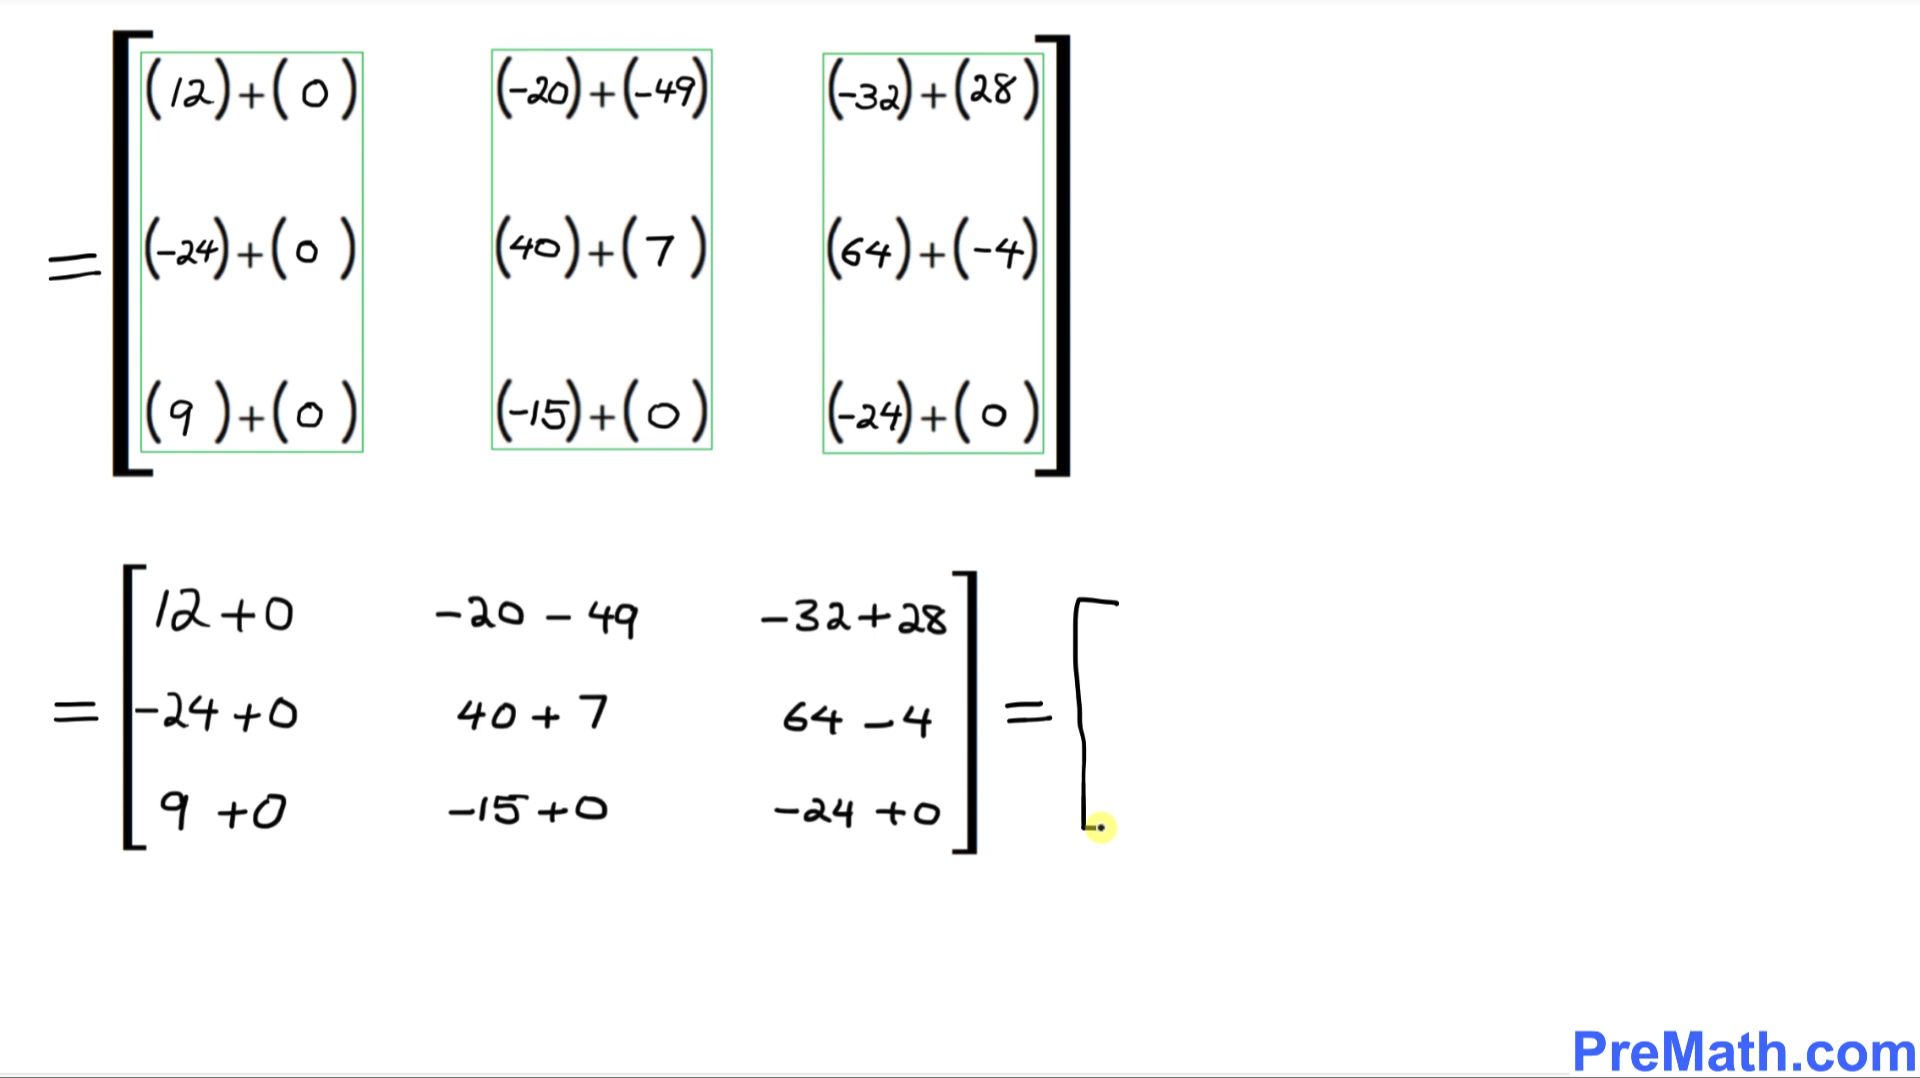 (12)+(0) (-20)+(-49) (-32)+(28)
= (-24)+(0) (40)+(7) (64)+(-4)
(9)+(0) (-15)+(0) (-24)+(0)
12+0 -20-49 -32+28
= -24+0 40+7 64-4 =
9+0 -15+0 -24+0
PreMath.com